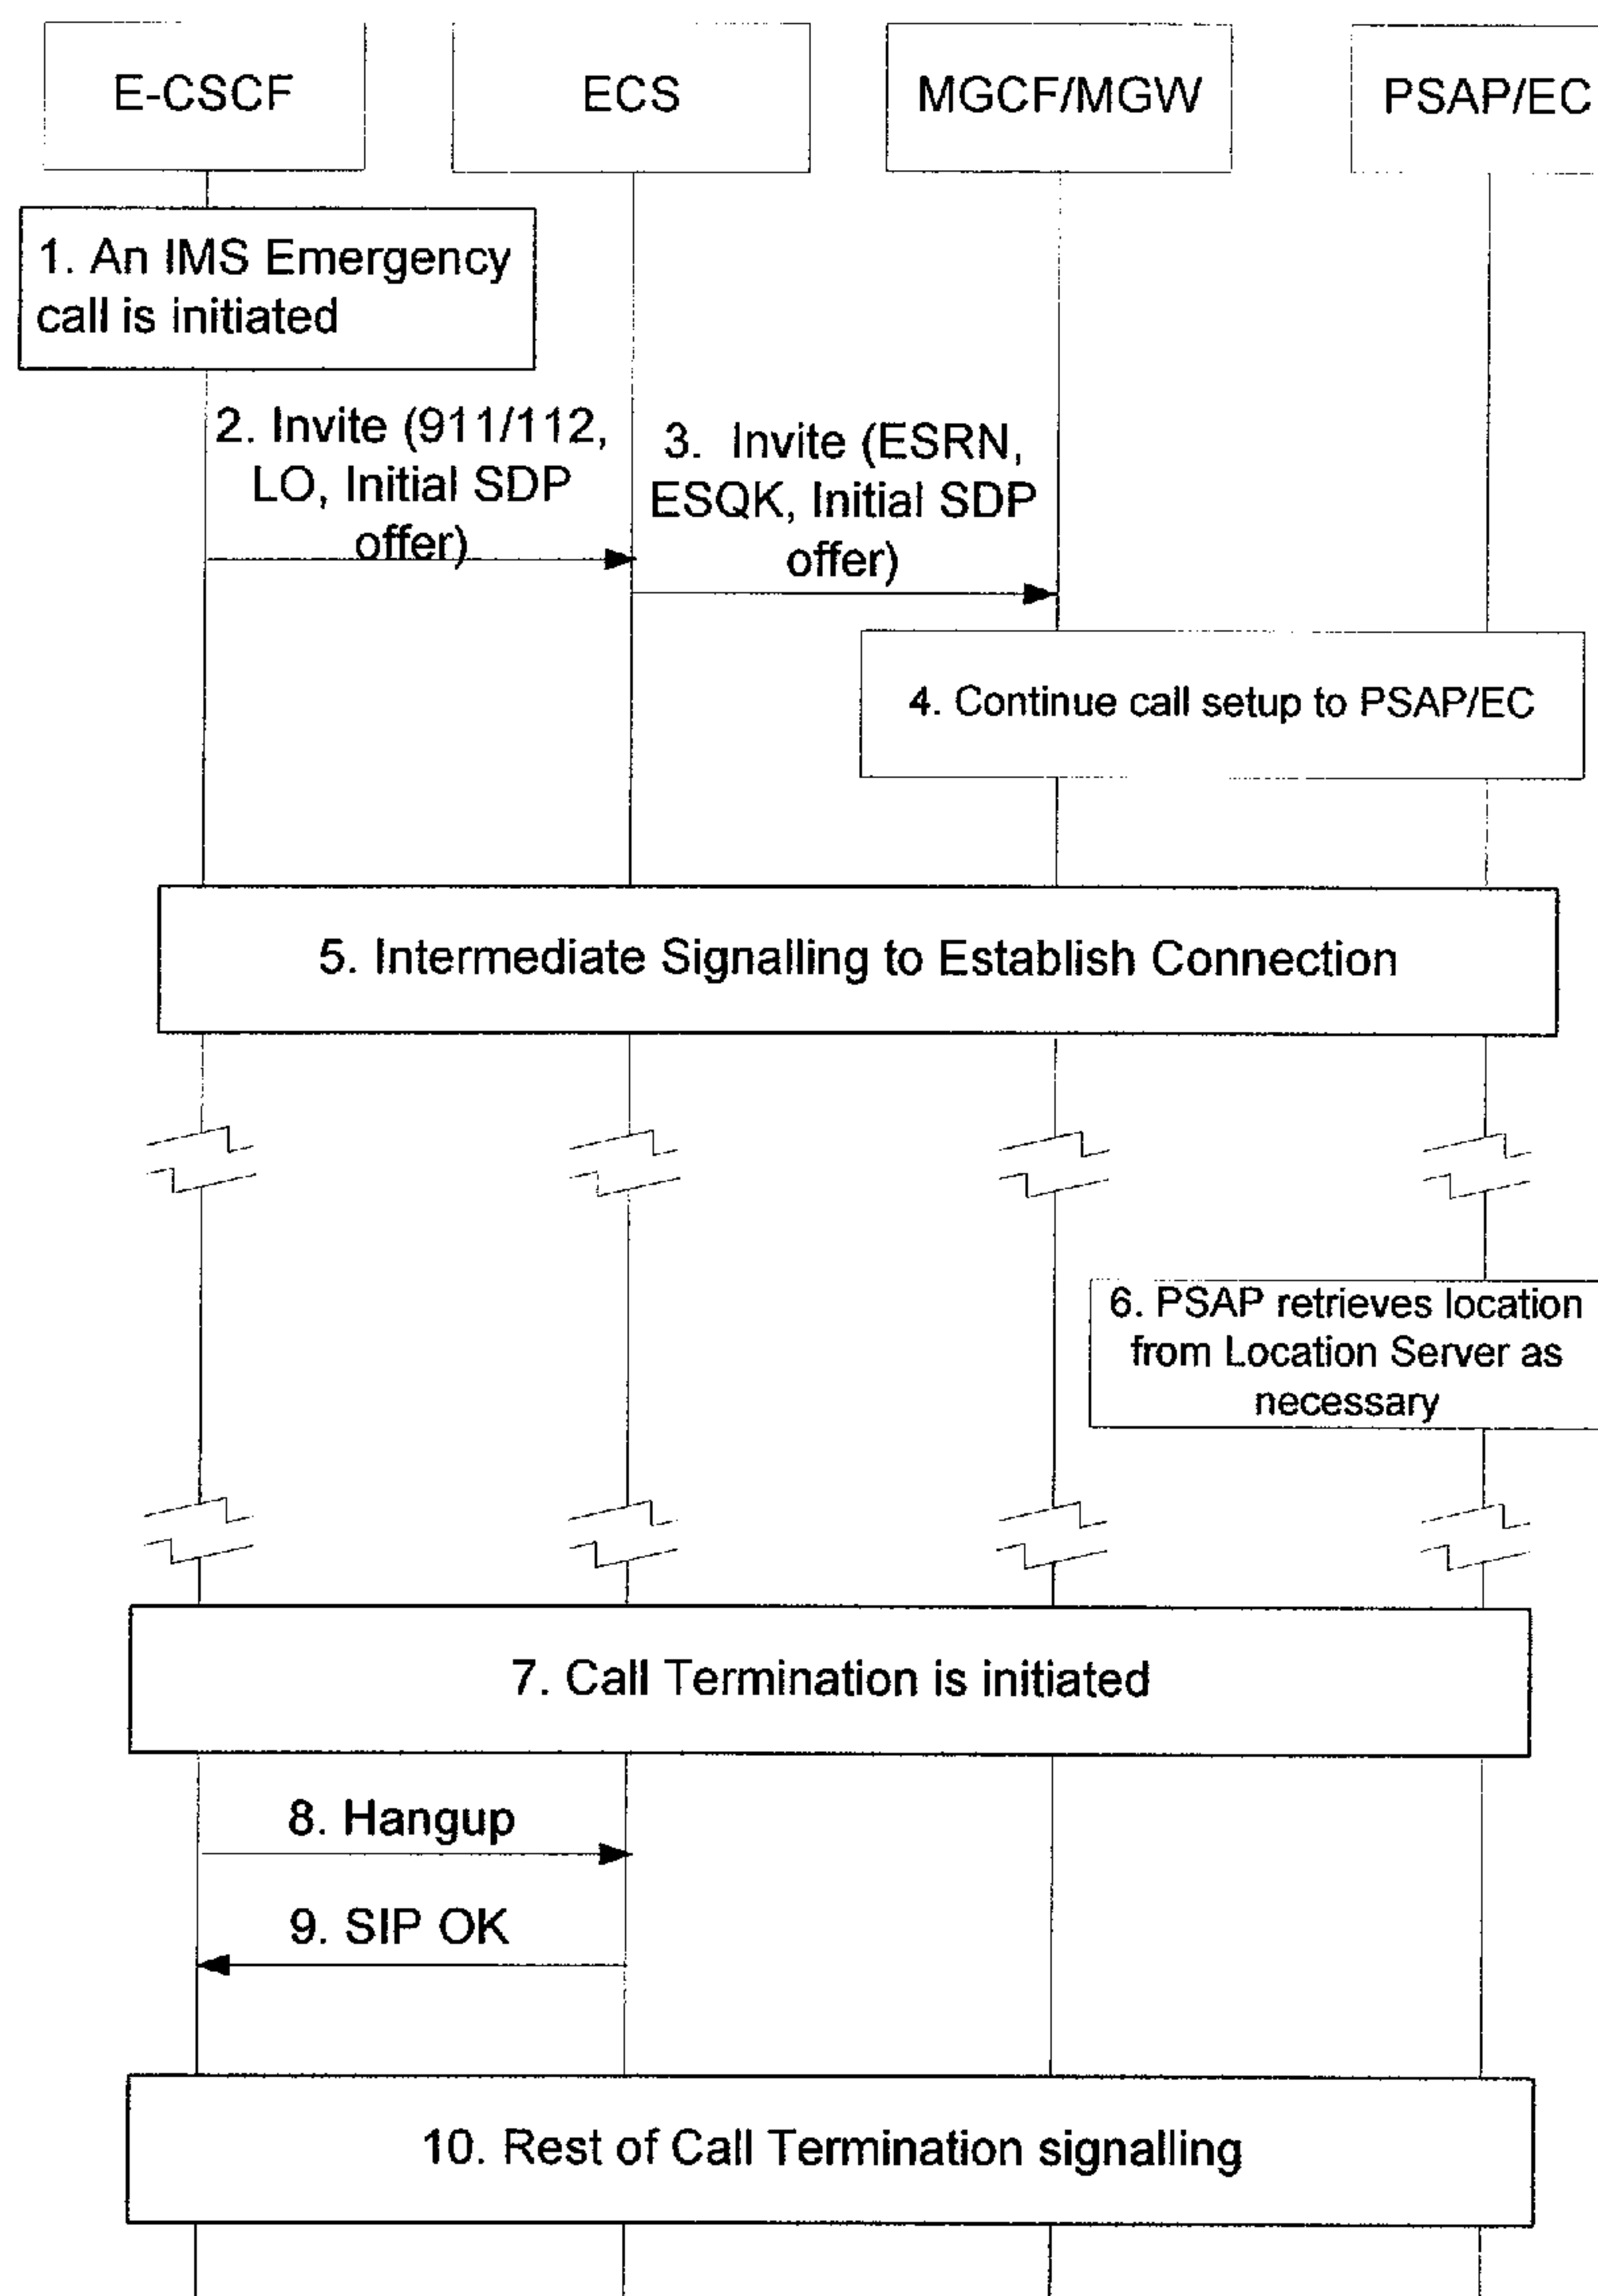 E-CSCF
ECS
MGCF/MGW
PSAP/EC
1. An IMS Emergency
call is initiated
2. Invite (911/112,
LO, Initial SDP
offer)
3. Invite (ESRN,
ESQK, Initial SDP
offer)
4. Continue call setup to PSAP/EC
5. Intermediate Signalling to Establish Connection
6. PSAP retrieves location
from Location Server as
necessary
7. Call Termination is initiated
8. Hangup
9. SIP OK
10. Rest of Call Termination signalling